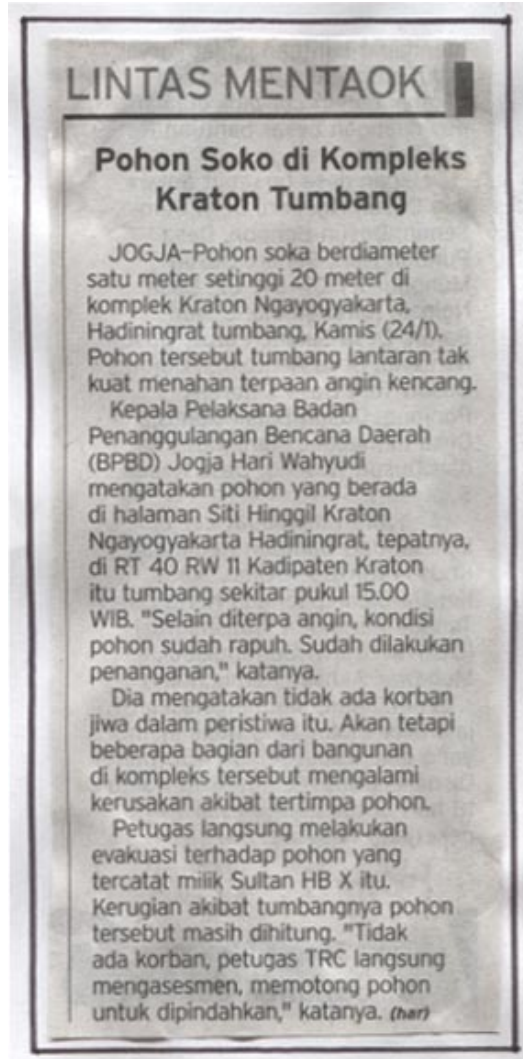 LINTAS MENTAOK
Pohon Soko di Kompleks
Kraton Tumbang
JOGJA–Pohon soka berdiameter
satu meter setinggi 20 meter di
komplek Kraton Ngayogyakarta,
Hadiningrat tumbang, Kamis (24/1).
Pohon tersebut tumbang lantaran tak
kuat menahan terpaan angin kencang.
Kepala Pelaksana Badan
Penanggulangan Bencana Daerah
(BPBD) Jogja Hari Wahyudi
mengatakan pohon yang berada
di halaman Siti Hinggil Kraton
Ngayogyakarta Hadiningrat, tepatnya,
di RT 40 RW 11 Kadipaten Kraton
itu tumbang sekitar pukul 15.00
WIB. "Selain diterpa angin, kondisi
pohon sudah rapuh. Sudah dilakukan
penanganan," katanya.
Dia mengatakan tidak ada korban
jiwa dalam peristiwa itu. Akan tetapi
beberapa bagian dari bangunan
di kompleks tersebut mengalami
kerusakan akibat tertimpa pohon.
Petugas langsung melakukan
evakuasi terhadap pohon yang
tercatat milik Sultan HB X itu.
Kerugian akibat tumbangnya pohon
tersebut masih dihitung. "Tidak
ada korban, petugas TRC langsung
mengasesmen, memotong pohon
untuk dipindahkan," katanya. (har)